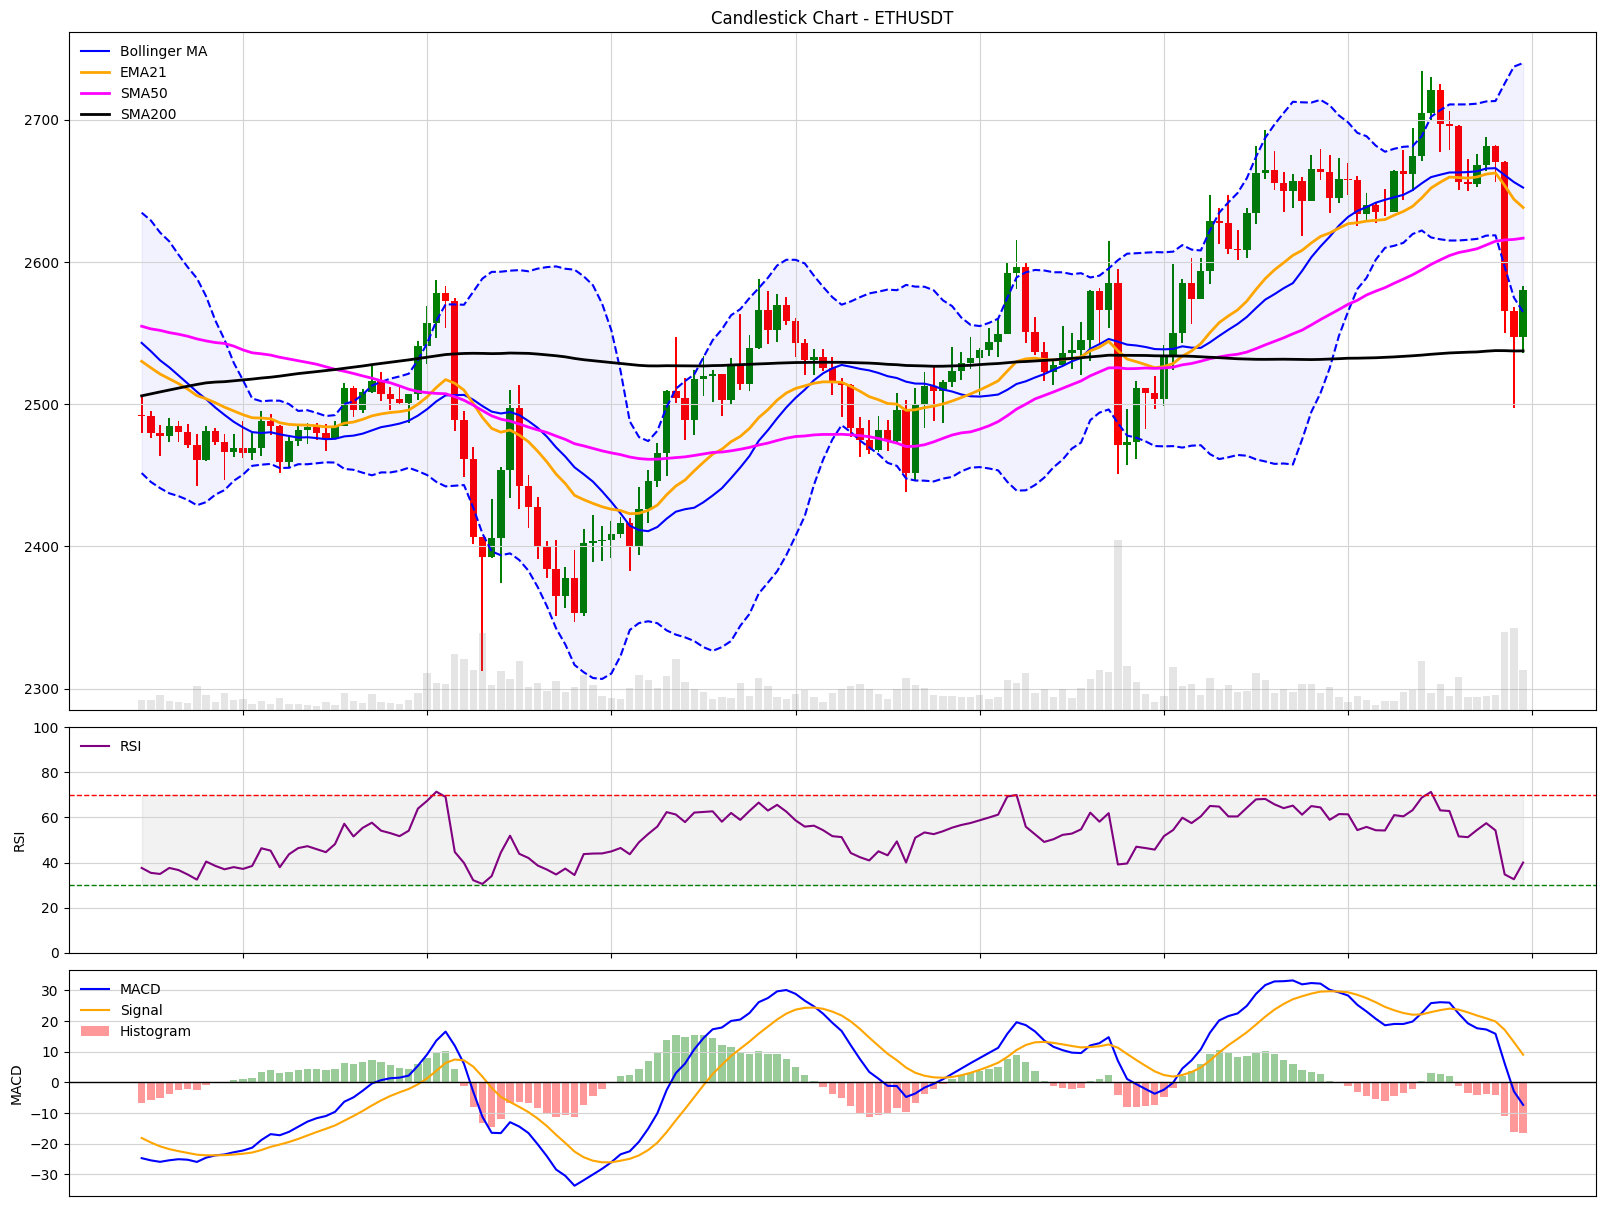 Candlestick Chart - ETHUSDT
Bollinger MA
EMA21
SMA50
SMA200
2700
2600
2500
2400
2300
RSI
100
80
60
40
20
0
RSI
MACD
Signal
Histogram
30
20
10
0
−10
−20
−30
MACD